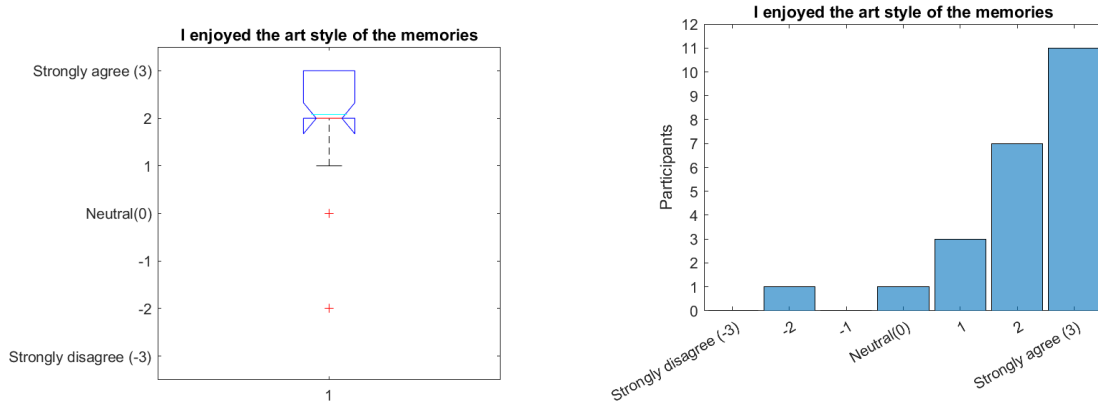 I enjoyed the art style of the memories
Strongly agree (3)
2
1
Neutral(0)
-1
-2
Strongly disagree (-3)
1
I enjoyed the art style of the memories
Participants
12
11
10
9
8
7
6
5
4
3
2
1
0
Strongly disagree (-3)
-2
-1
Neutral(0)
1
2
Strongly agree (3)